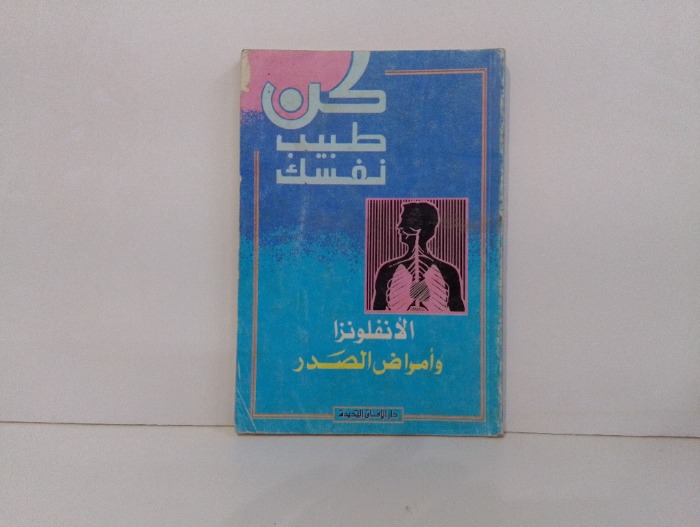 كن
طبيب
نفسك
الأنفلونزا
وأمراض الصدر
دار الآفاق الجديدة